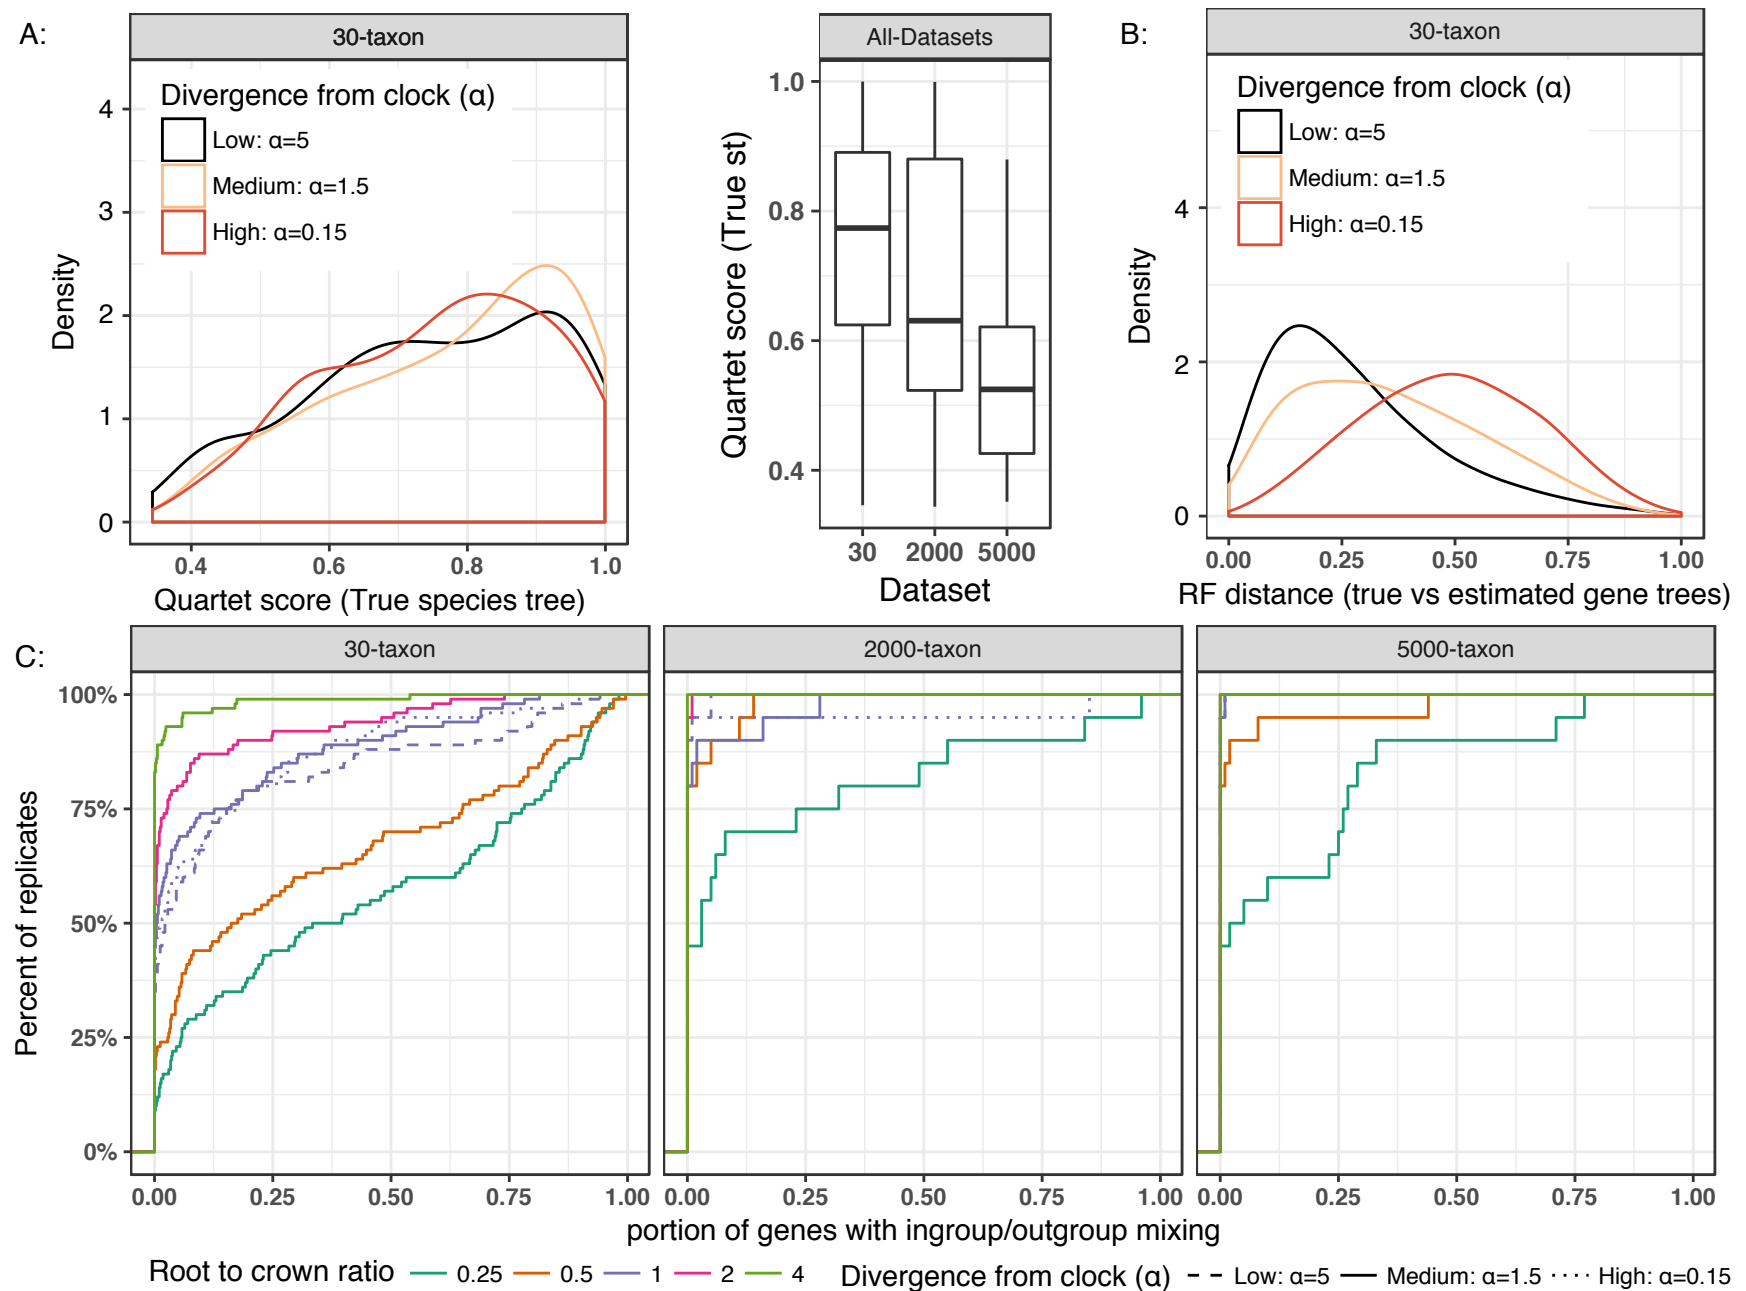 A:
30-taxon
Divergence from clock (α)
Low: α=5
Medium: α=1.5
High: α=0.15
Density
4
3
2
1
0
0.4 0.6 0.8 1.0
Quartet score (True species tree)
All-Datasets
Quartet score (True st)
1.0
0.8
0.6
0.4
30 2000 5000
Dataset
B:
30-taxon
Divergence from clock (α)
Low: α=5
Medium: α=1.5
High: α=0.15
Density
4
2
0
0.00 0.25 0.50 0.75 1.00
RF distance (true vs estimated gene trees)
C:
30-taxon 2000-taxon 5000-taxon
Percent of replicates
100%
75%
50%
25%
0%
0.00 0.25 0.50 0.75 1.00 0.00 0.25 0.50 0.75 1.00 0.00 0.25 0.50 0.75 1.00
portion of genes with ingroup/outgroup mixing
Root to crown ratio 0.25 0.5 1 2 4 Divergence from clock (α) Low: α=5 Medium: α=1.5 High: α=0.15